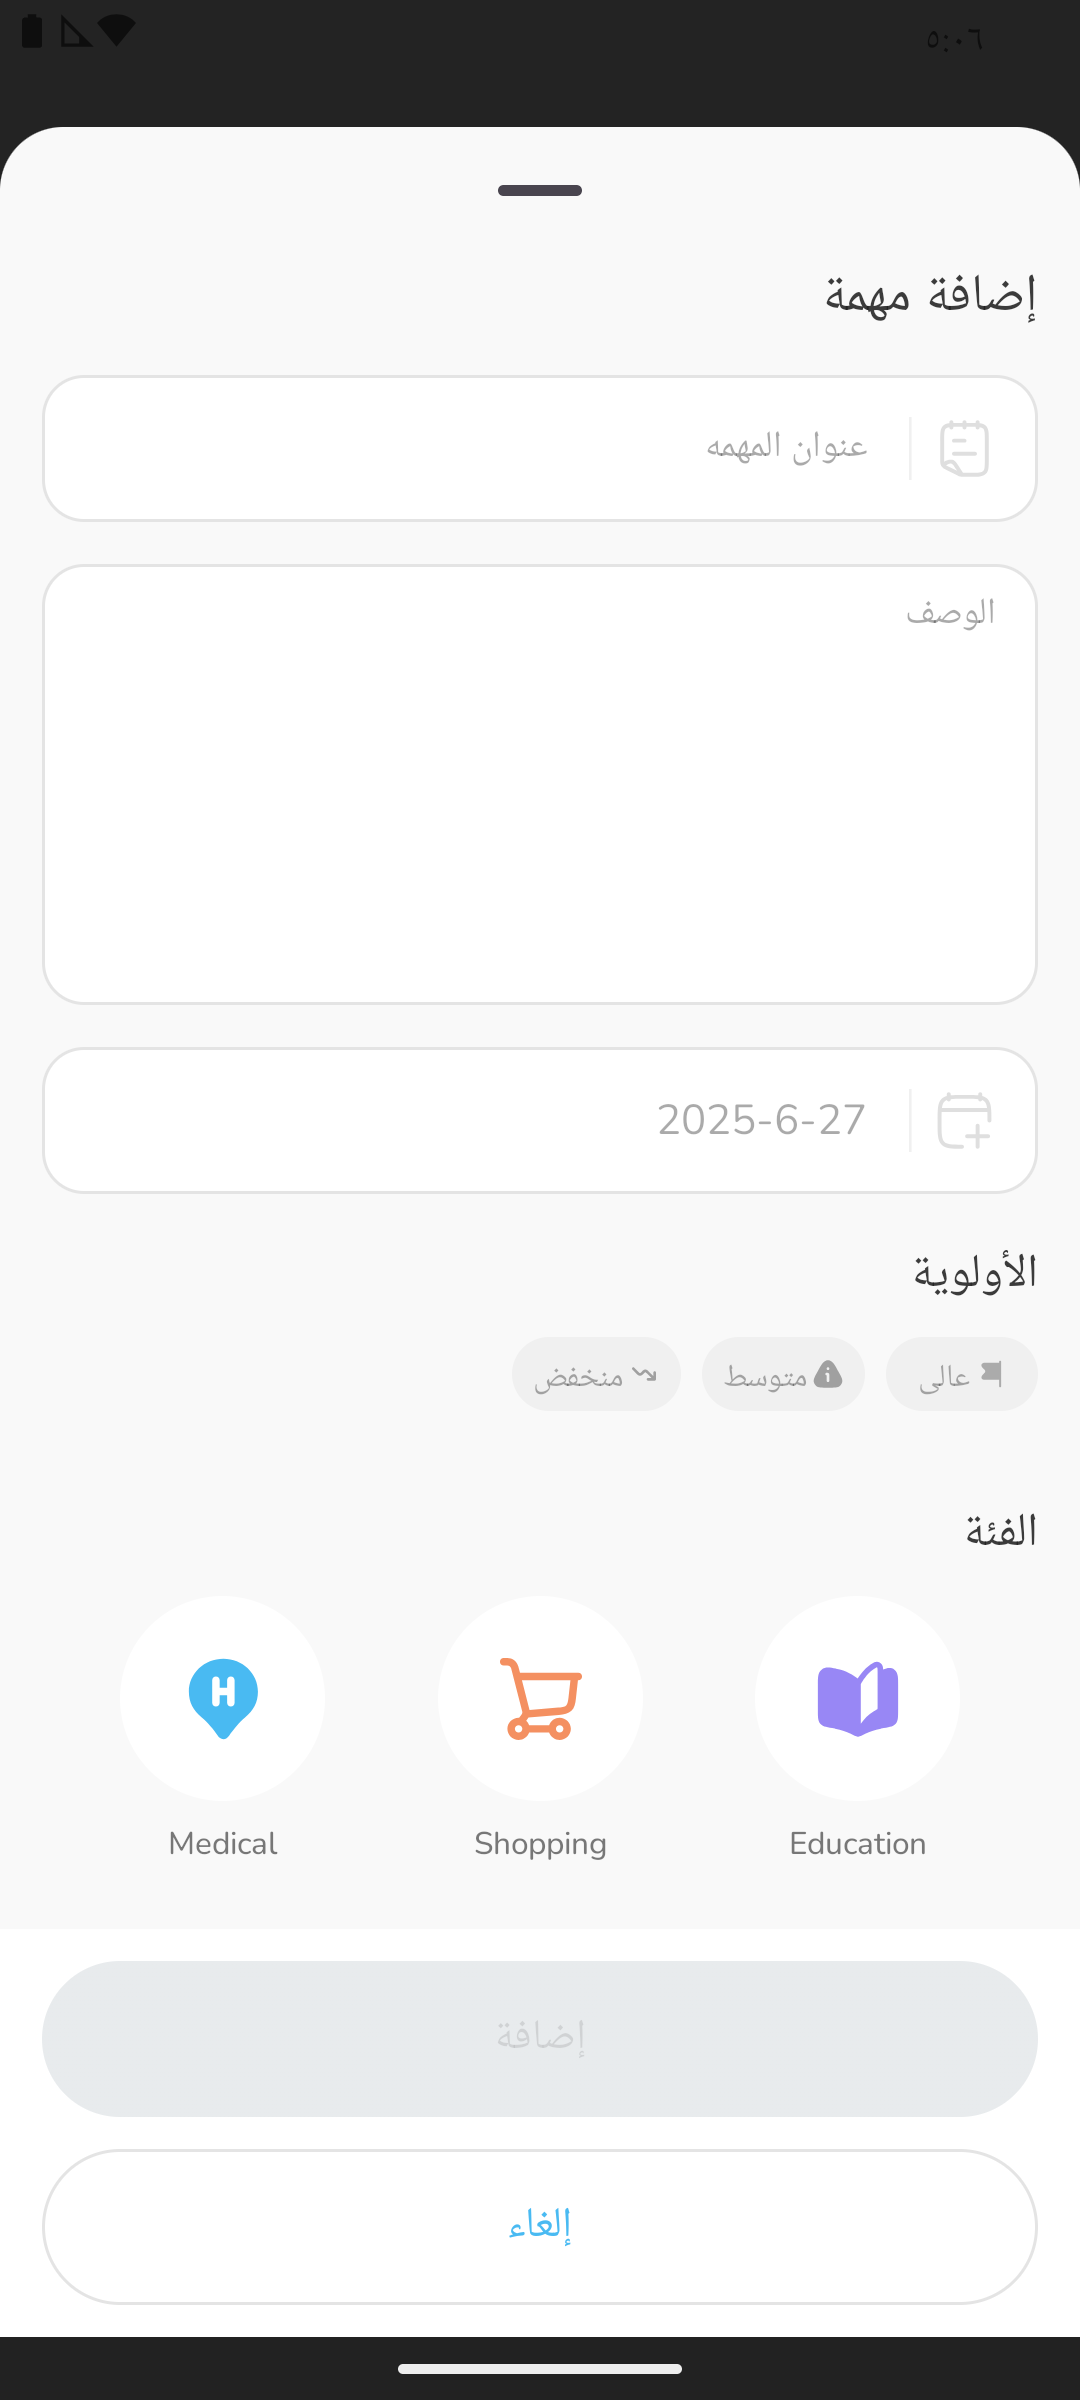 ٥:٠٦
إضافة مهمة
عنوان المهمه
الوصف
2025-6-27
الأولوية
عالى متوسط منخفض
الفئة
Education Shopping Medical
إضافة
إلغاء